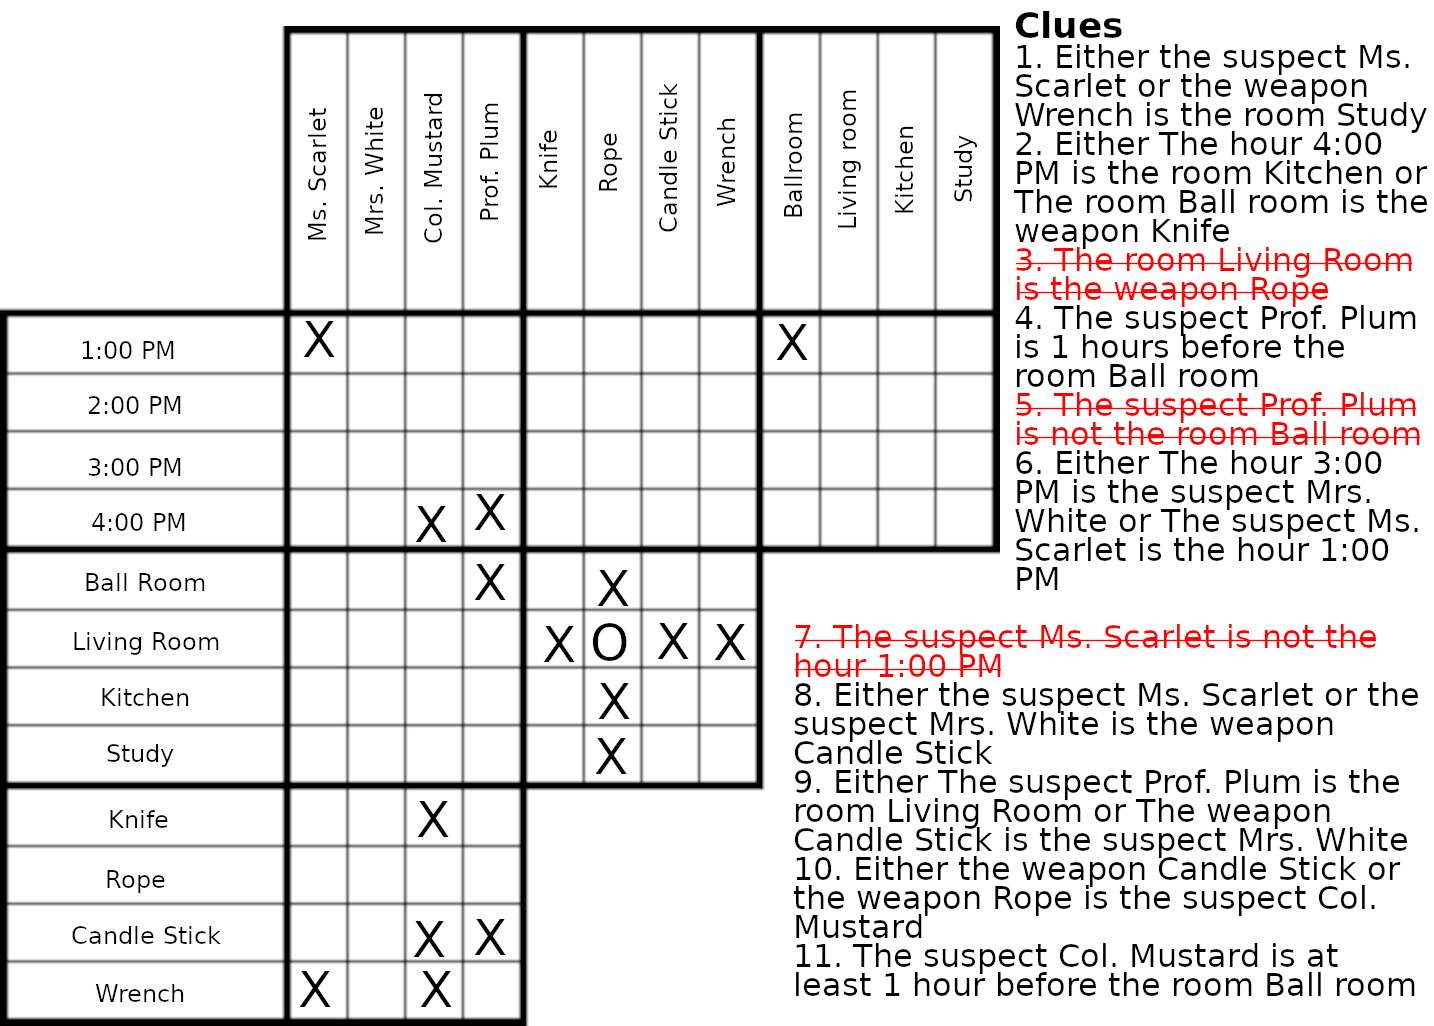 Ms. Scarlet
Mrs. White
Col. Mustard
Prof. Plum
Knife
Rope
Candle Stick
Wrench
Ballroom
Living room
Kitchen
Study
1:00 PM X X
2:00 PM
3:00 PM
4:00 PM X X
Ball Room X X
Living Room X O X X
Kitchen X
Study X
Knife X
Rope
Candle Stick X X
Wrench X X
Clues
1. Either the suspect Ms.
Scarlet or the weapon
Wrench is the room Study
2. Either The hour 4:00
PM is the room Kitchen or
The room Ball room is the
weapon Knife
3. The room Living Room
is the weapon Rope
4. The suspect Prof. Plum
is 1 hours before the
room Ball room
5. The suspect Prof. Plum
is not the room Ball room
6. Either The hour 3:00
PM is the suspect Mrs.
White or The suspect Ms.
Scarlet is the hour 1:00
PM
7. The suspect Ms. Scarlet is not the
hour 1:00 PM
8. Either the suspect Ms. Scarlet or the
suspect Mrs. White is the weapon
Candle Stick
9. Either The suspect Prof. Plum is the
room Living Room or The weapon
Candle Stick is the suspect Mrs. White
10. Either the weapon Candle Stick or
the weapon Rope is the suspect Col.
Mustard
11. The suspect Col. Mustard is at
least 1 hour before the room Ball room